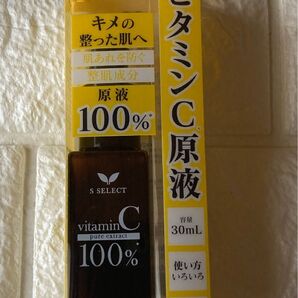 キメの
整った肌へ
肌あれを防ぐ
整肌成分
原液
100%*
S SELECT
vitamin C
pure extract
100%*
ビタミンC原液
容量
30mL
使い方
いろいろ